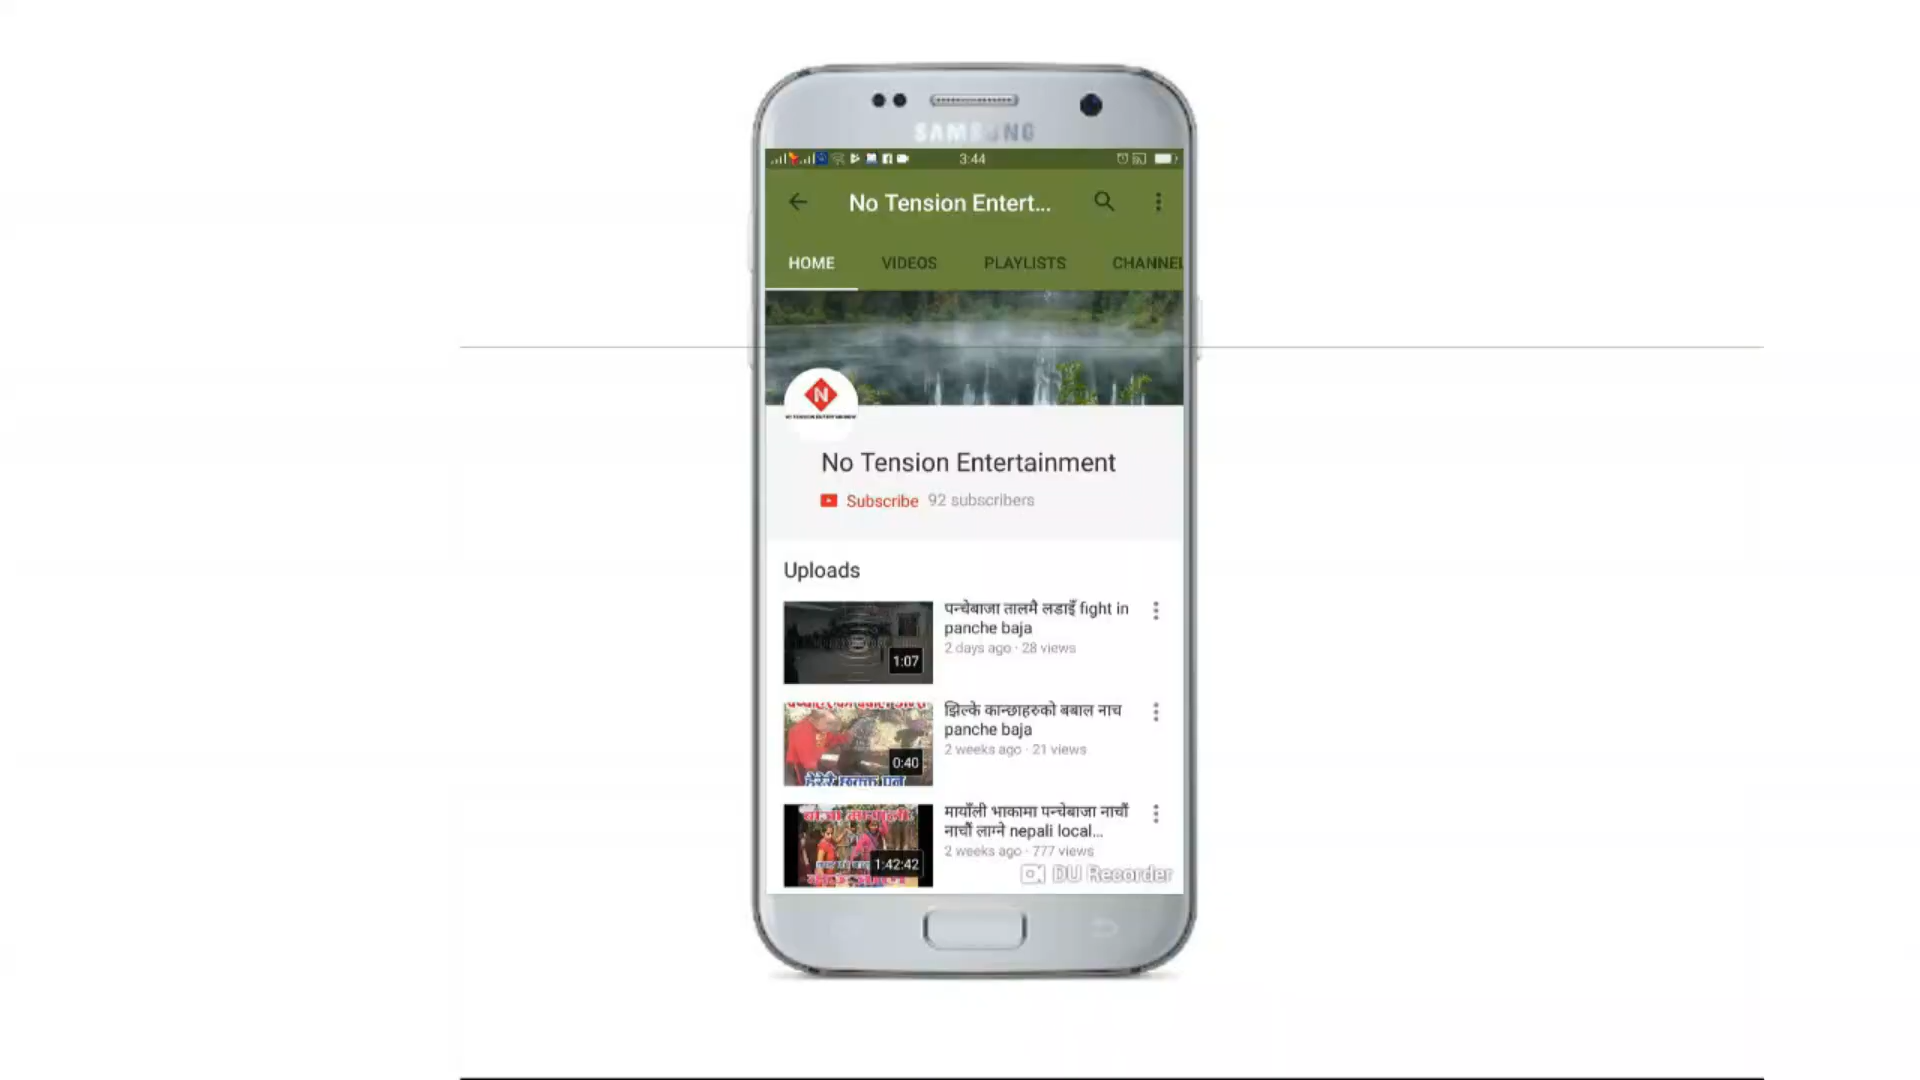 SAMSUNG
3:44
No Tension Entert...
HOME VIDEOS PLAYLISTS CHANNEL
N
No Tension Entertainment
Subscribe 92 subscribers
Uploads
पन्चेबाजा तालमै लडाइँ fight in
panche baja
2 days ago · 28 views
1:07
झिल्के कान्छाहरुको बबाल नाच
panche baja
2 weeks ago · 21 views
0:40
मायाँली भाकामा पन्चेबाजा नाचौं
नाचौं लाग्ने nepali local...
2 weeks ago · 777 views
1:42:42
DU Recorder